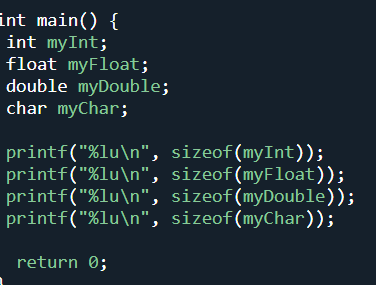 int main() {
int myInt;
float myFloat;
double myDouble;
char myChar;
printf("%lu\n", sizeof(myInt));
printf("%lu\n", sizeof(myFloat));
printf("%lu\n", sizeof(myDouble));
printf("%lu\n", sizeof(myChar));
return 0;
}